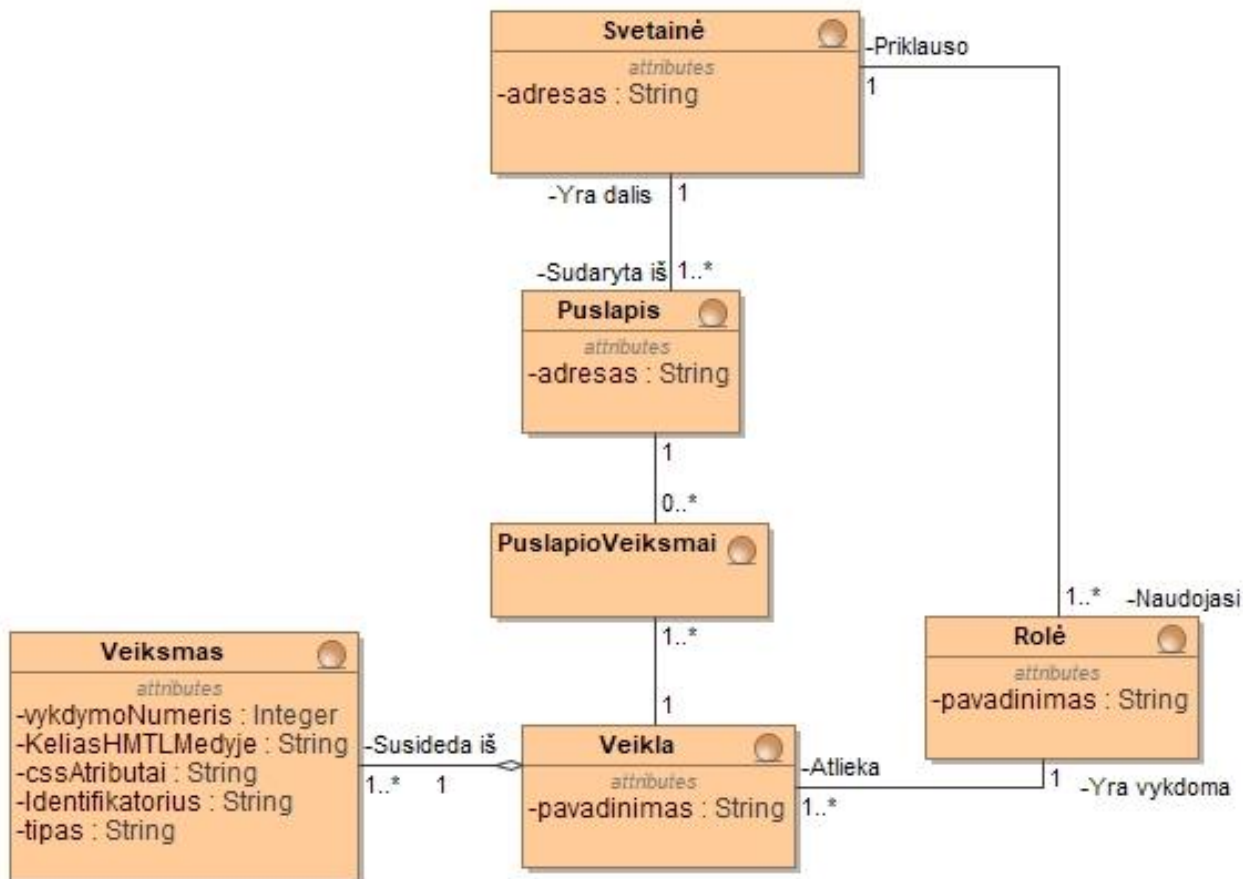 Svetainė
attributes
-adresas : String
-Priklauso
1
-Yra dalis
1
-Sudaryta iš
1..*
Puslapis
attributes
-adresas : String
1
0..*
PuslapioVeiksmai
1..*
1
1..*
-Naudojasi
Rolė
attributes
-pavadinimas : String
Veiksmas
attributes
-vykdymoNumeris : Integer
-KeliasHMTLMedyje : String
-cssAtributai : String
-Identifikatorius : String
-tipas : String
-Susideda iš
1..*
1
Veikla
attributes
-pavadinimas : String
-Atlieka
1..*
1
-Yra vykdoma